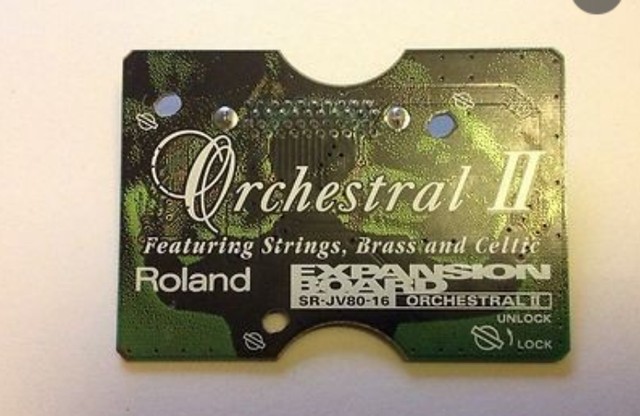 Orchestral II
Featuring Strings, Brass and Celtic
Roland
EXPANSION
BOARD
SR-JV80-16 ORCHESTRAL II
UNLOCK
LOCK